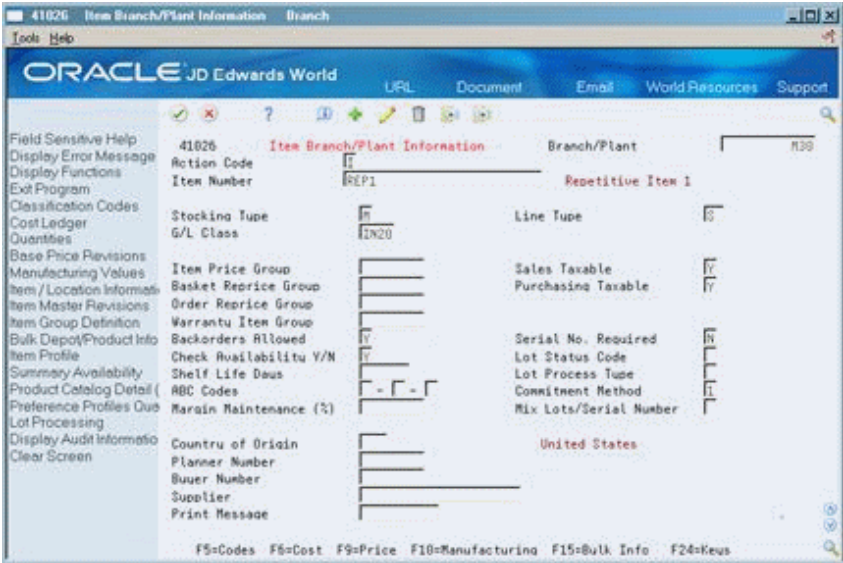 41026 Item Branch/Plant Information Branch
Tools Help
ORACLE JD Edwards World
URL Document Email World Resources Support
Field Sensitive Help
Display Error Message
Display Functions
Exit Program
Classification Codes
Cost Ledger
Quantities
Base Price Revisions
Manufacturing Values
Item / Location Informati
Item Master Revisions
Item Group Definition
Bulk Depot/Product Info
Item Profile
Summary Availability
Product Catalog Detail (
Preference Profiles Que
Lot Processing
Display Audit Informatio
Clear Screen
41026 Item Branch/Plant Information Branch/Plant M30
Action Code I
Item Number REP1 Repetitive Item 1
Stocking Type M Line Type S
G/L Class IN20
Item Price Group Sales Taxable Y
Basket Reprice Group Purchasing Taxable Y
Order Reprice Group
Warranty Item Group
Backorders Allowed Y Serial No. Required N
Check Availability Y/N Y Lot Status Code
Shelf Life Days Lot Process Type
ABC Codes - - Commitment Method 1
Margin Maintenance (%) Mix Lots/Serial Number
Country of Origin United States
Planner Number
Buyer Number
Supplier
Print Message
F5=Codes F6=Cost F9=Price F10=Manufacturing F15=Bulk Info F24=Keys